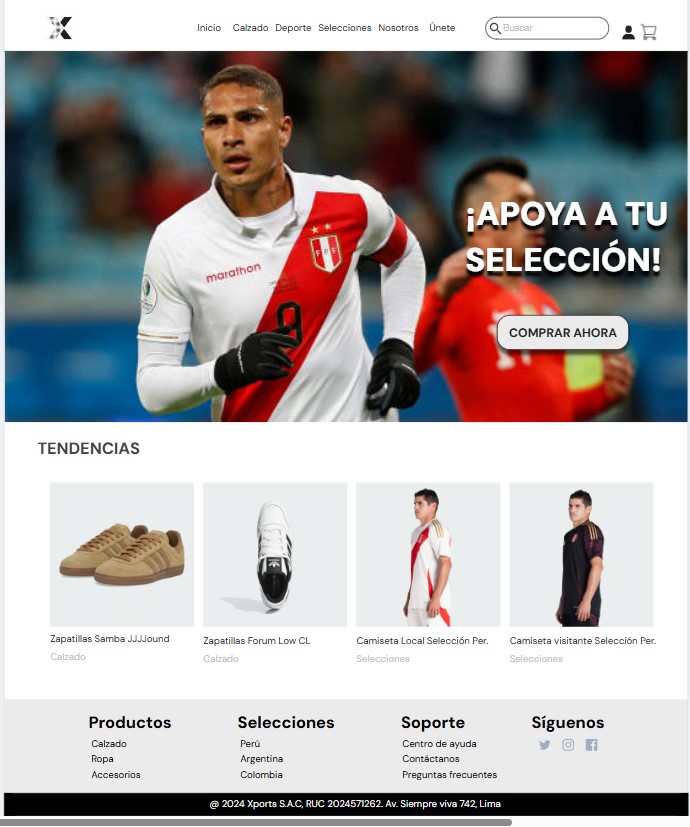 X
Inicio Calzado Deporte Selecciones Nosotros Únete Buscar
¡APOYA A TU
SELECCIÓN!
COMPRAR AHORA
marathon
FPF
9
TENDENCIAS
Zapatillas Samba JJJJound Zapatillas Forum Low CL Camiseta Local Selección Per. Camiseta visitante Selección Per.
Calzado Calzado Selecciones Selecciones
Productos Selecciones Soporte Síguenos
Calzado Perú Centro de ayuda
Ropa Argentina Contáctanos
Accesorios Colombia Preguntas frecuentes
@ 2024 Xports S.A.C, RUC 2024571262. Av. Siempre viva 742, Lima